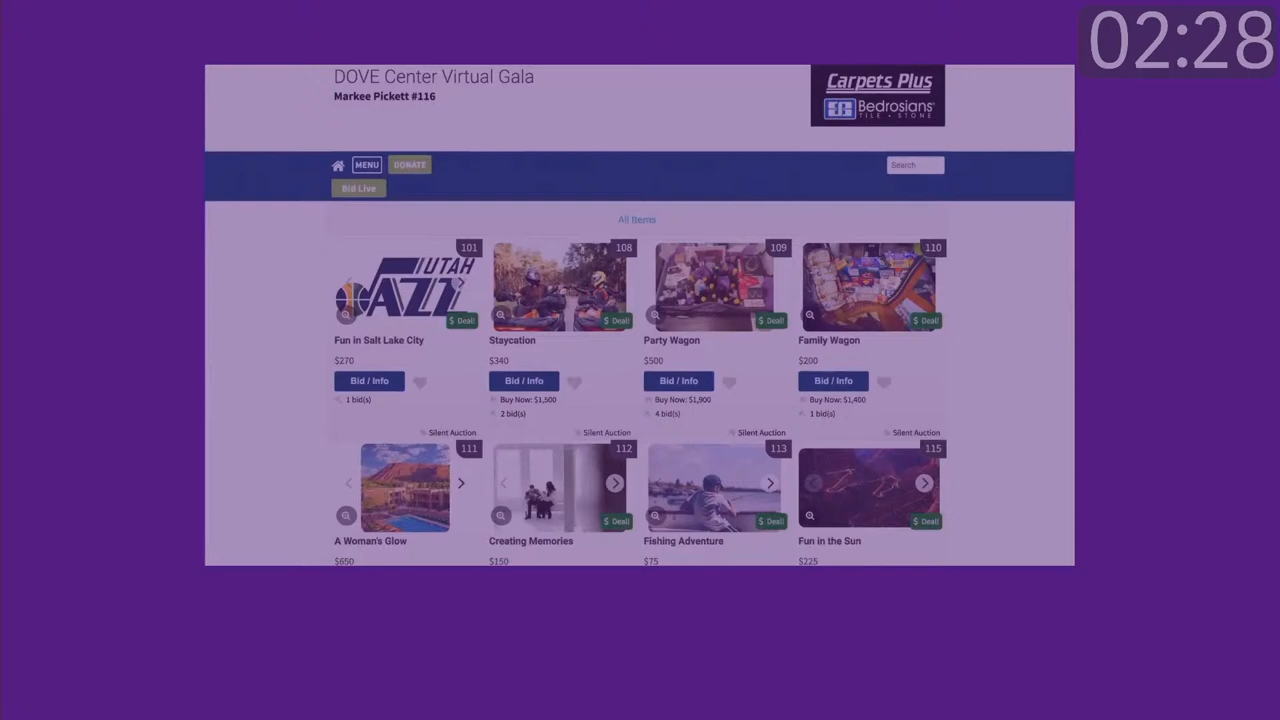 02:28
DOVE Center Virtual Gala
Markee Pickett #116
Carpets Plus
Bedrosians
TILE • STONE
MENU
DONATE
Search
Bid Live
All Items
101
108
109
110
UTAH
JAZZ
$ Deal!
$ Deal!
$ Deal!
$ Deal!
Fun in Salt Lake City
Staycation
Party Wagon
Family Wagon
$270
$340
$500
$200
Bid / Info
Bid / Info
Bid / Info
Bid / Info
1 bid(s)
Buy Now: $1,500
Buy Now: $1,900
Buy Now: $1,400
2 bid(s)
4 bid(s)
1 bid(s)
Silent Auction
Silent Auction
Silent Auction
Silent Auction
111
112
113
115
$ Deal!
$ Deal!
$ Deal!
A Woman's Glow
Creating Memories
Fishing Adventure
Fun in the Sun
$650
$150
$75
$225